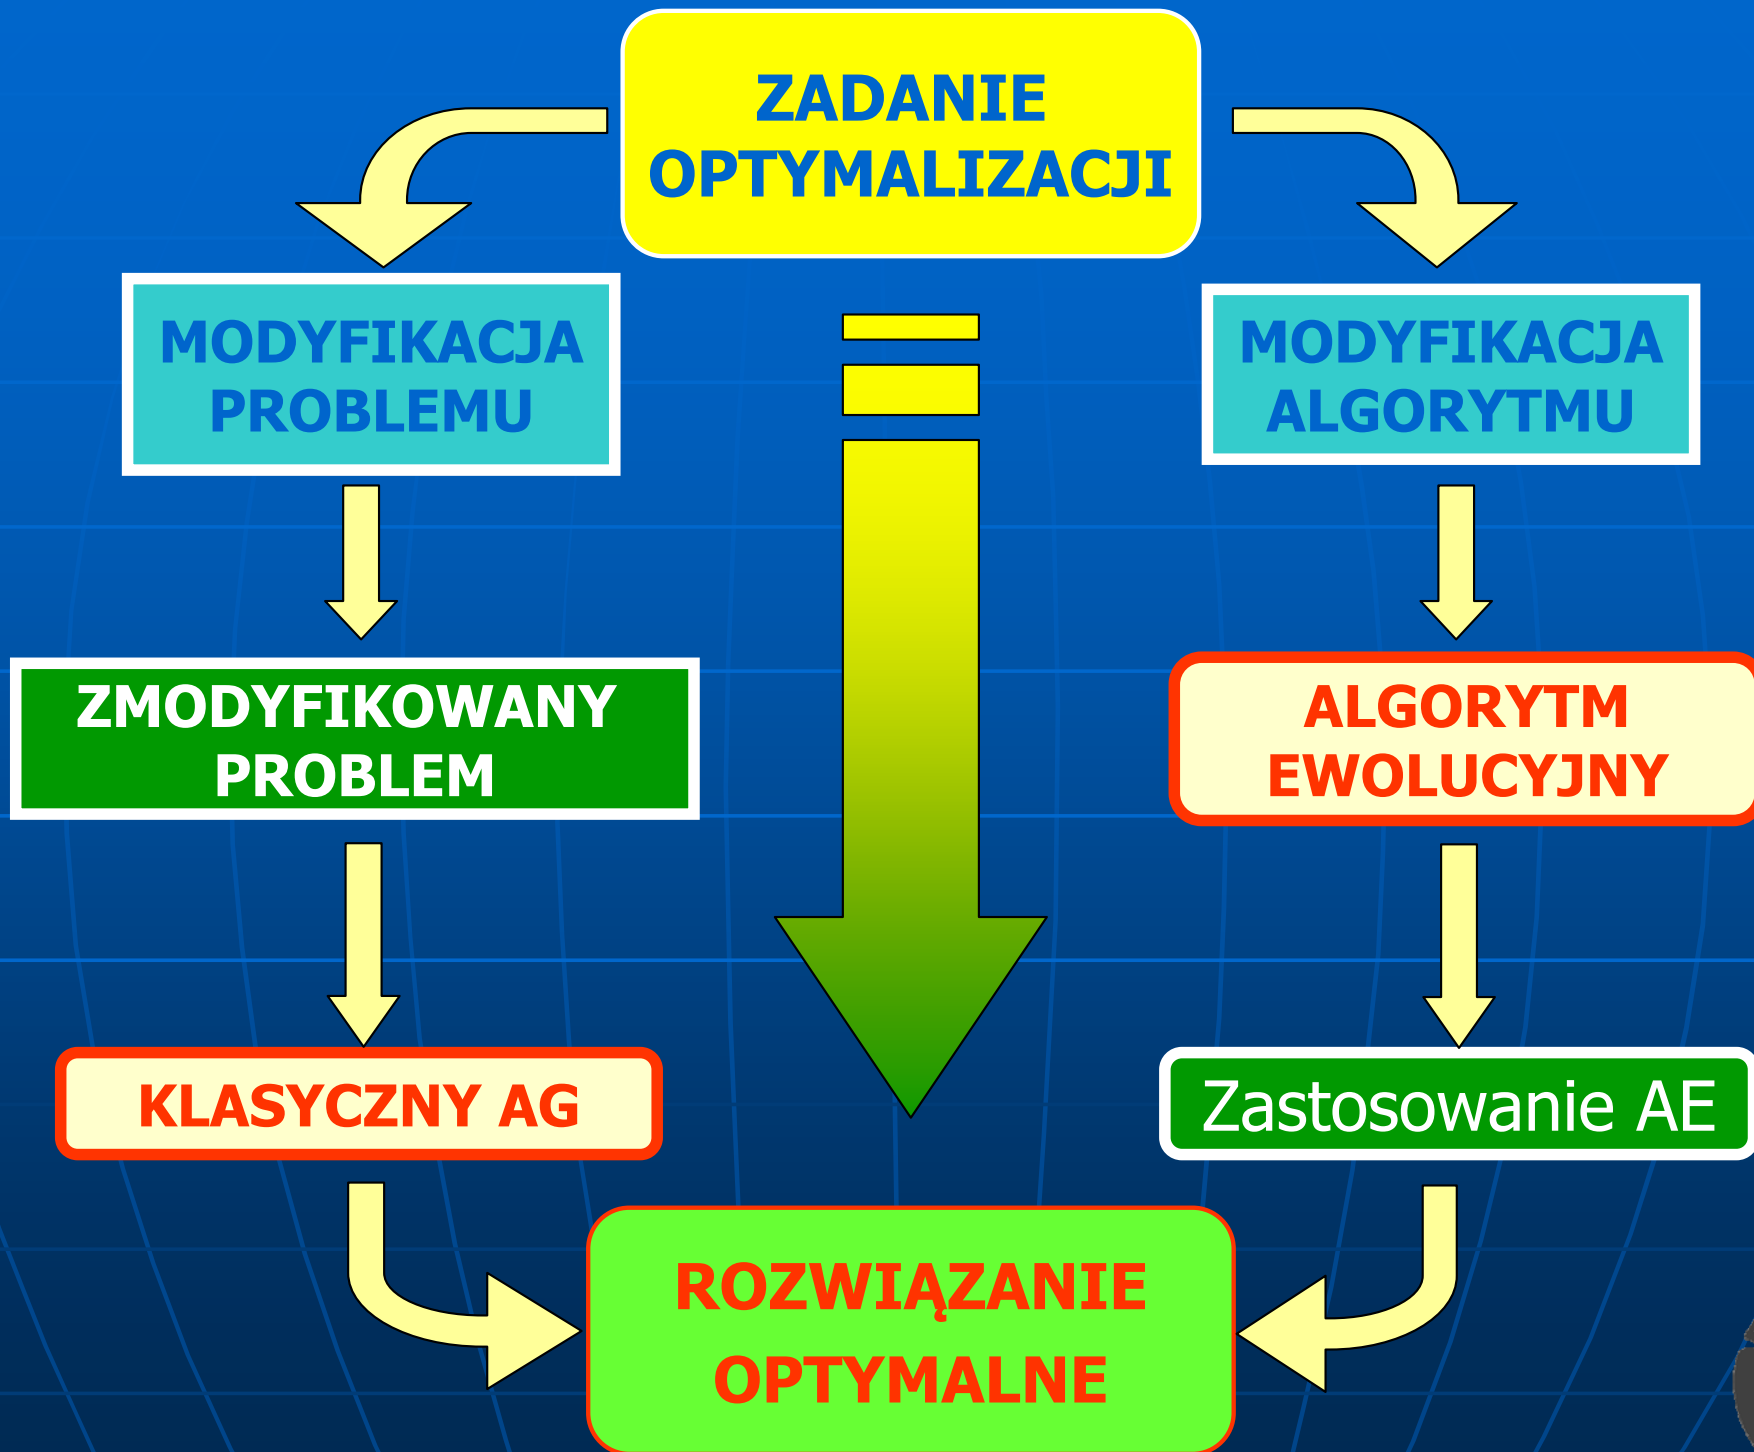 ZADANIE
OPTYMALIZACJI
MODYFIKACJA
PROBLEMU
MODYFIKACJA
ALGORYTMU
ZMODYFIKOWANY
PROBLEM
ALGORYTM
EWOLUCYJNY
KLASYCZNY AG
Zastosowanie AE
ROZWIĄZANIE
OPTYMALNE